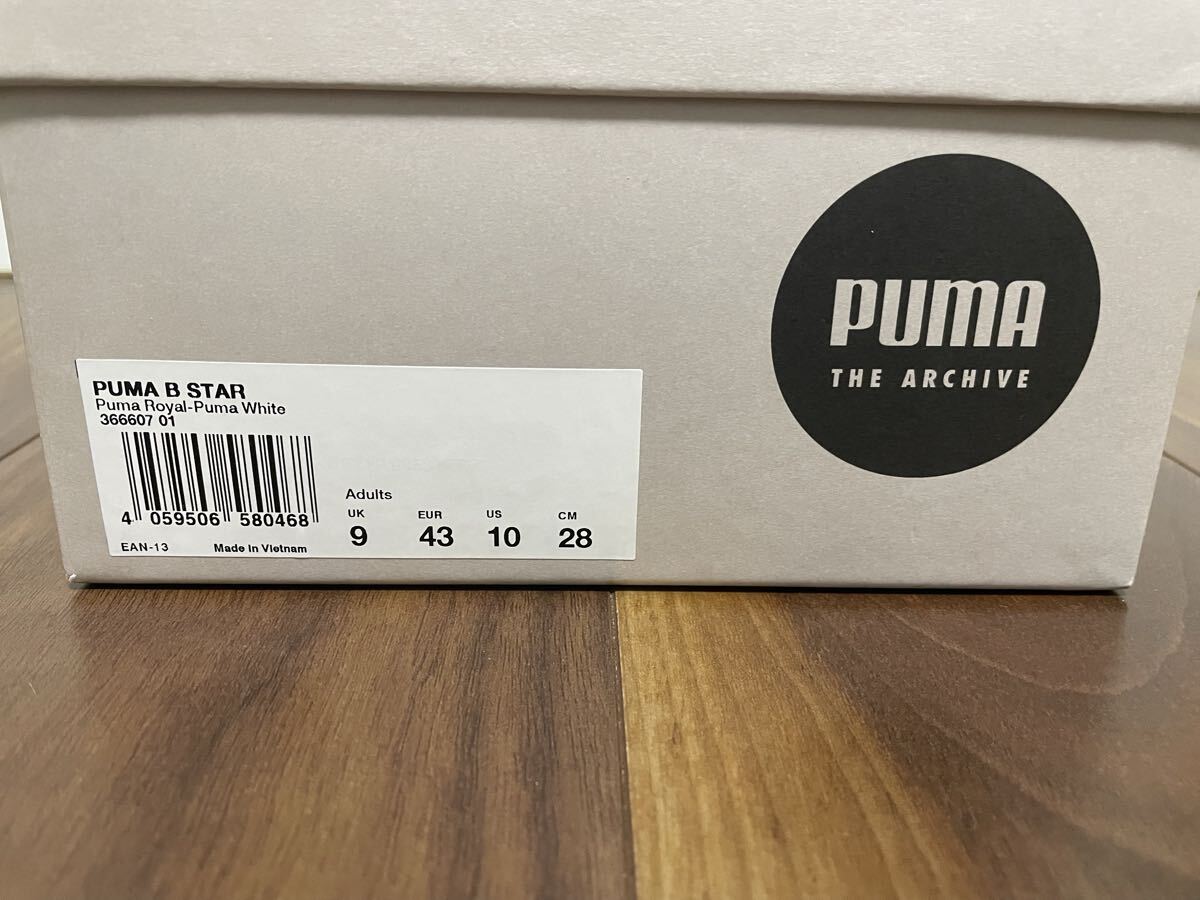 PUMA
THE ARCHIVE
PUMA B STAR
Puma Royal-Puma White
366607 01
4 059506 580468
EAN-13 Made in Vietnam
Adults
UK EUR US CM
9 43 10 28